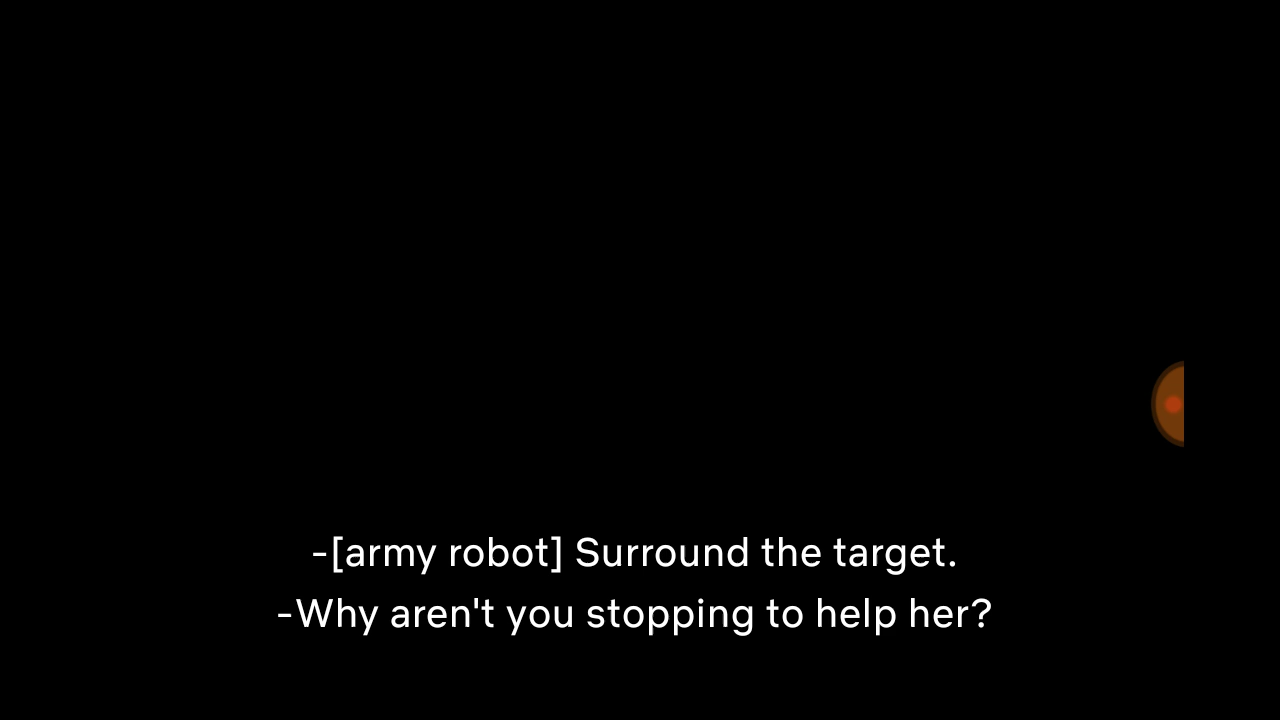 -[army robot] Surround the target.
-Why aren't you stopping to help her?